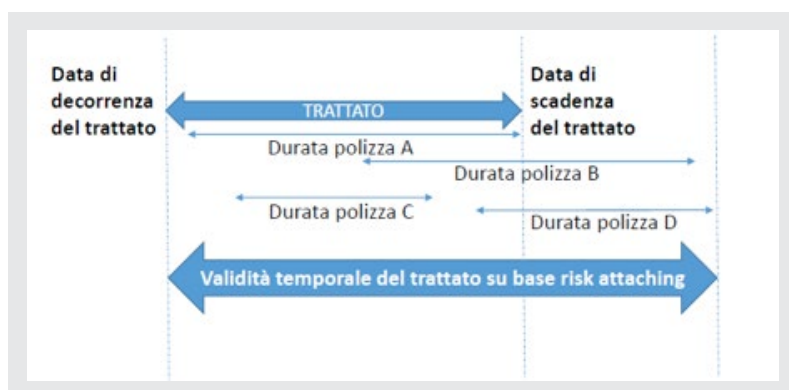 Data di
decorrenza
del trattato
Data di
scadenza
del trattato
TRATTATO
Durata polizza A
Durata polizza B
Durata polizza C
Durata polizza D
Validità temporale del trattato su base risk attaching